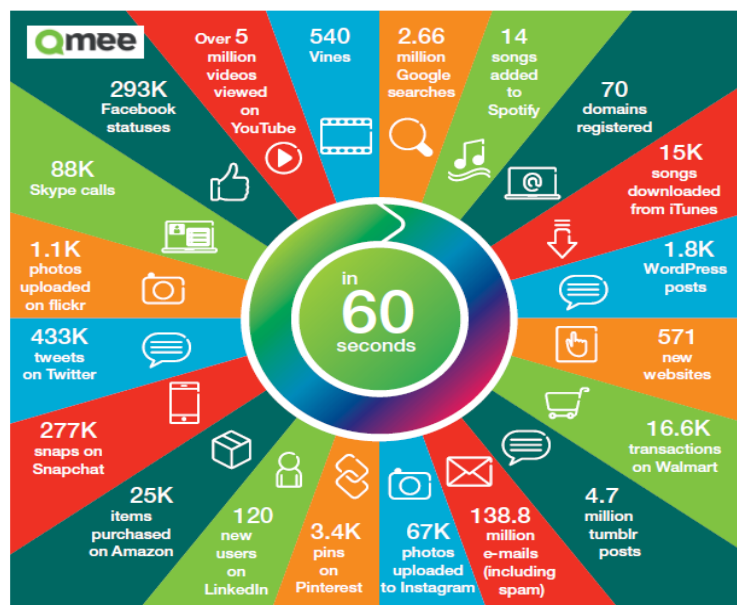 Qmee
Over 5
million
videos
viewed
on
YouTube
540
Vines
2.66
million
Google
searches
14
songs
added
to
Spotify
70
domains
registered
@
15K
songs
downloaded
from iTunes
1.8K
WordPress
posts
571
new
websites
16.6K
transactions
on Walmart
4.7
million
tumblr
posts
138.8
million
e-mails
(including
spam)
67K
photos
uploaded
to Instagram
3.4K
pins
on
Pinterest
120
new
users
on
LinkedIn
25K
items
purchased
on Amazon
277K
snaps on
Snapchat
433K
tweets
on Twitter
1.1K
photos
uploaded
on flickr
88K
Skype calls
293K
Facebook
statuses
in
60
seconds